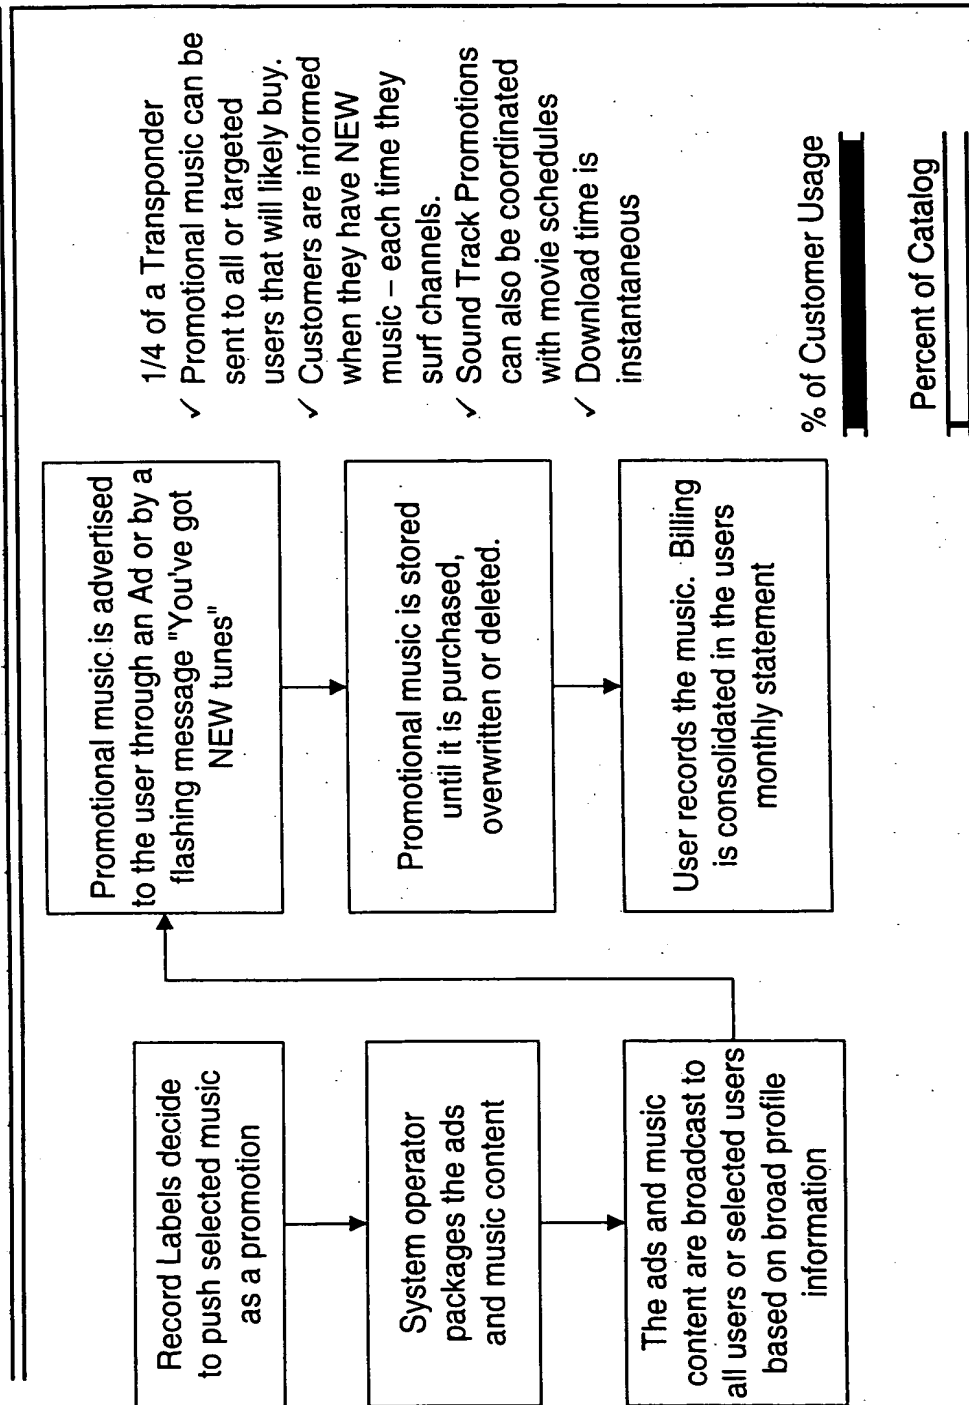 Record Labels decide
to push selected music
as a promotion
System operator
packages the ads
and music content
The ads and music
content are broadcast to
all users or selected users
based on broad profile
information
Promotional music is advertised
to the user through an Ad or by a
flashing message "You've got
NEW tunes"
Promotional music is stored
until it is purchased,
overwritten or deleted.
User records the music. Billing
is consolidated in the users
monthly statement
1/4 of a Transponder
✓ Promotional music can be
sent to all or targeted
users that will likely buy.
✓ Customers are informed
when they have NEW
music – each time they
surf channels.
✓ Sound Track Promotions
can also be coordinated
with movie schedules
✓ Download time is
instantaneous
% of Customer Usage
Percent of Catalog